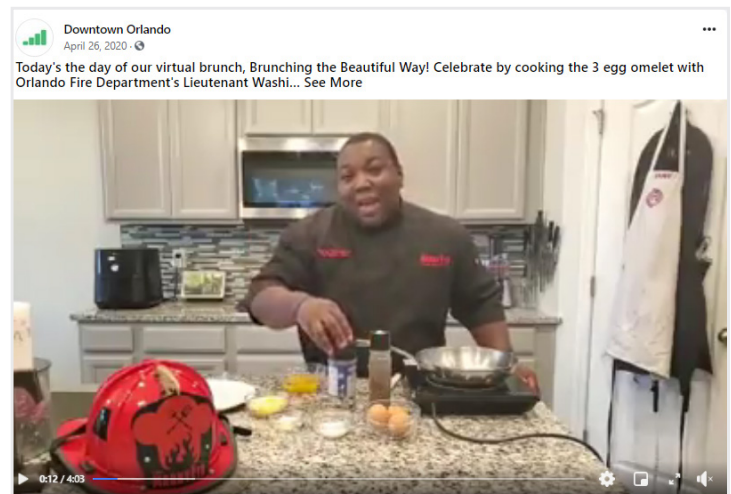 Downtown Orlando
April 26, 2020 ·
Today's the day of our virtual brunch, Brunching the Beautiful Way! Celebrate by cooking the 3 egg omelet with
Orlando Fire Department's Lieutenant Washi... See More
0:12 / 4:03